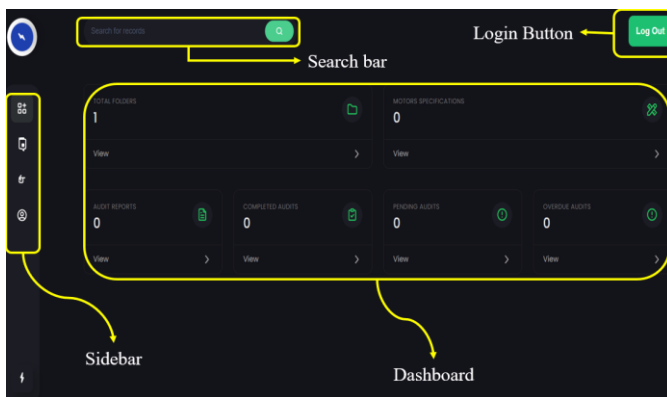 Search for records
Login Button
Log Out
Search bar
TOTAL FOLDERS
1
View
MOTORS SPECIFICATIONS
0
View
AUDIT REPORTS
0
View
COMPLETED AUDITS
0
View
PENDING AUDITS
0
View
OVERDUE AUDITS
0
View
Sidebar
Dashboard